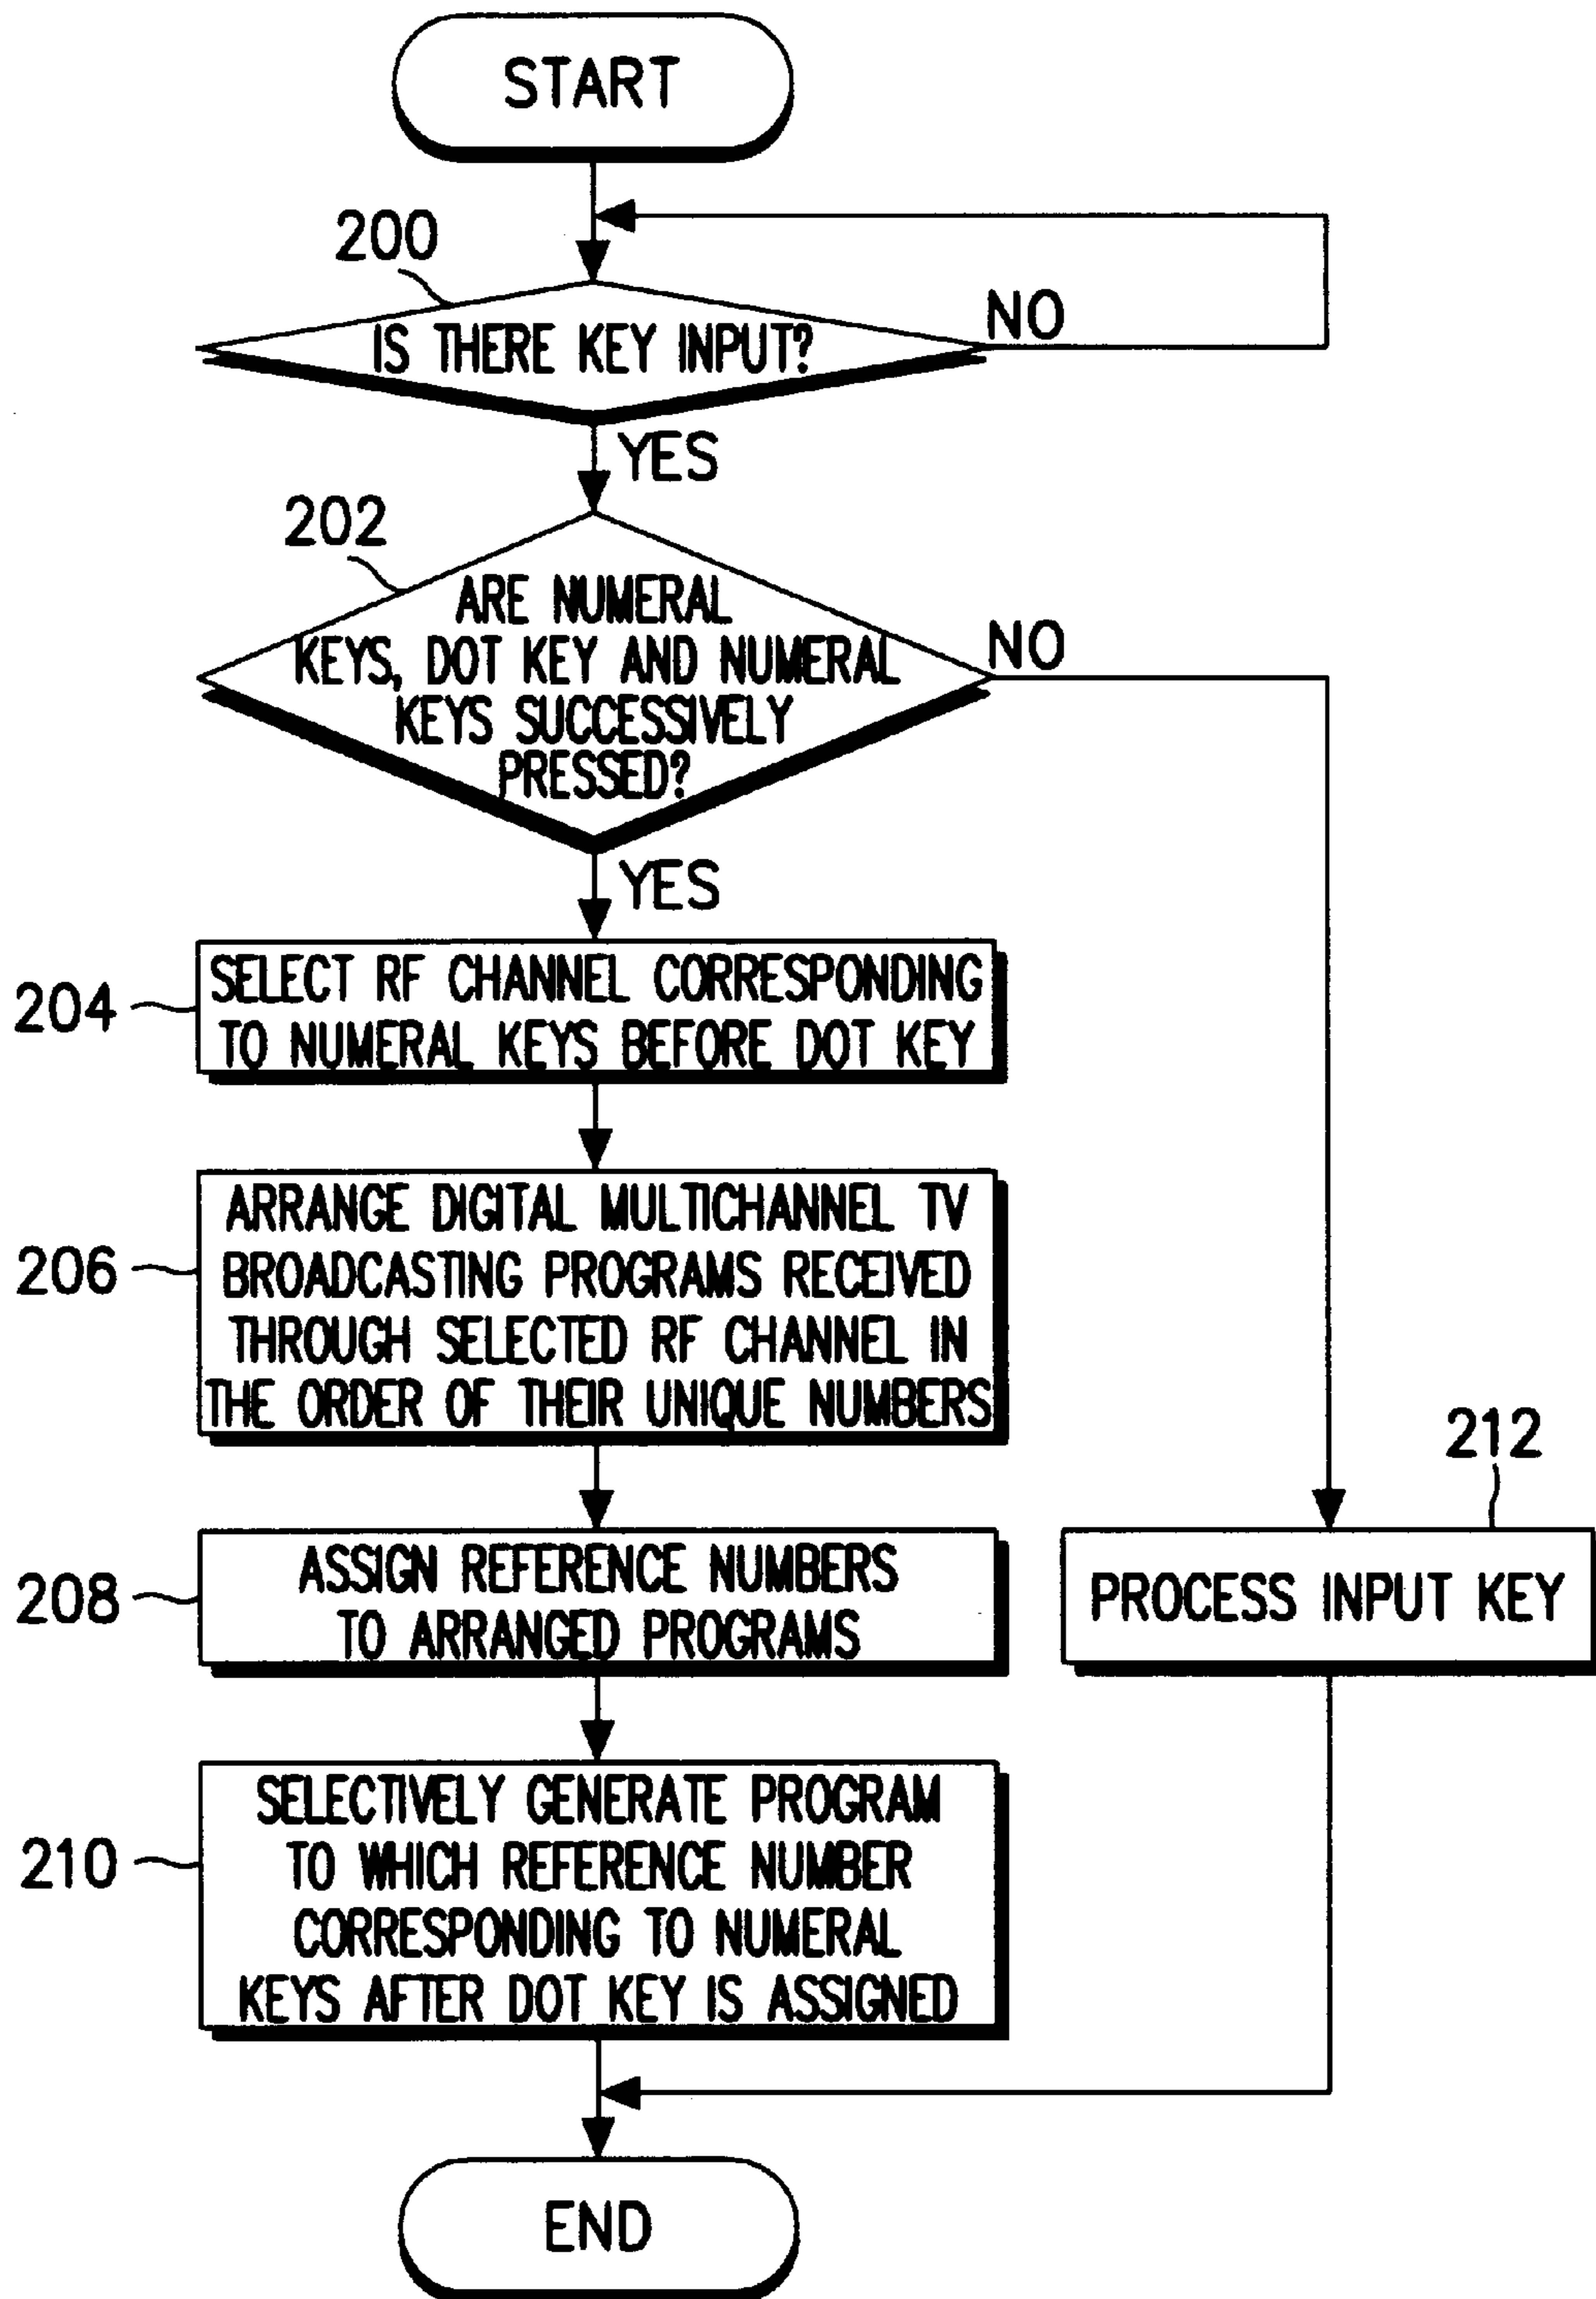 START
200
IS THERE KEY INPUT?
NO
YES
202
ARE NUMERAL
KEYS, DOT KEY AND NUMERAL
KEYS SUCCESSIVELY
PRESSED?
NO
YES
204
SELECT RF CHANNEL CORRESPONDING
TO NUMERAL KEYS BEFORE DOT KEY
206
ARRANGE DIGITAL MULTICHANNEL TV
BROADCASTING PROGRAMS RECEIVED
THROUGH SELECTED RF CHANNEL IN
THE ORDER OF THEIR UNIQUE NUMBERS
208
ASSIGN REFERENCE NUMBERS
TO ARRANGED PROGRAMS
212
PROCESS INPUT KEY
210
SELECTIVELY GENERATE PROGRAM
TO WHICH REFERENCE NUMBER
CORRESPONDING TO NUMERAL
KEYS AFTER DOT KEY IS ASSIGNED
END